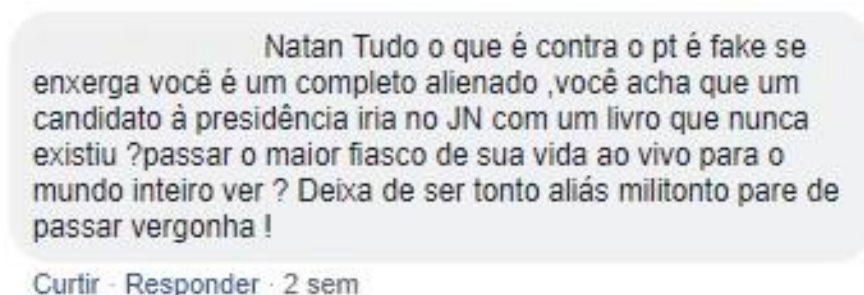 Natan Tudo o que é contra o pt é fake se
enxerga você é um completo alienado ,você acha que um
candidato à presidência iria no JN com um livro que nunca
existiu ?passar o maior fiasco de sua vida ao vivo para o
mundo inteiro ver ? Deixa de ser tonto aliás militonto pare de
passar vergonha !
Curtir · Responder · 2 sem